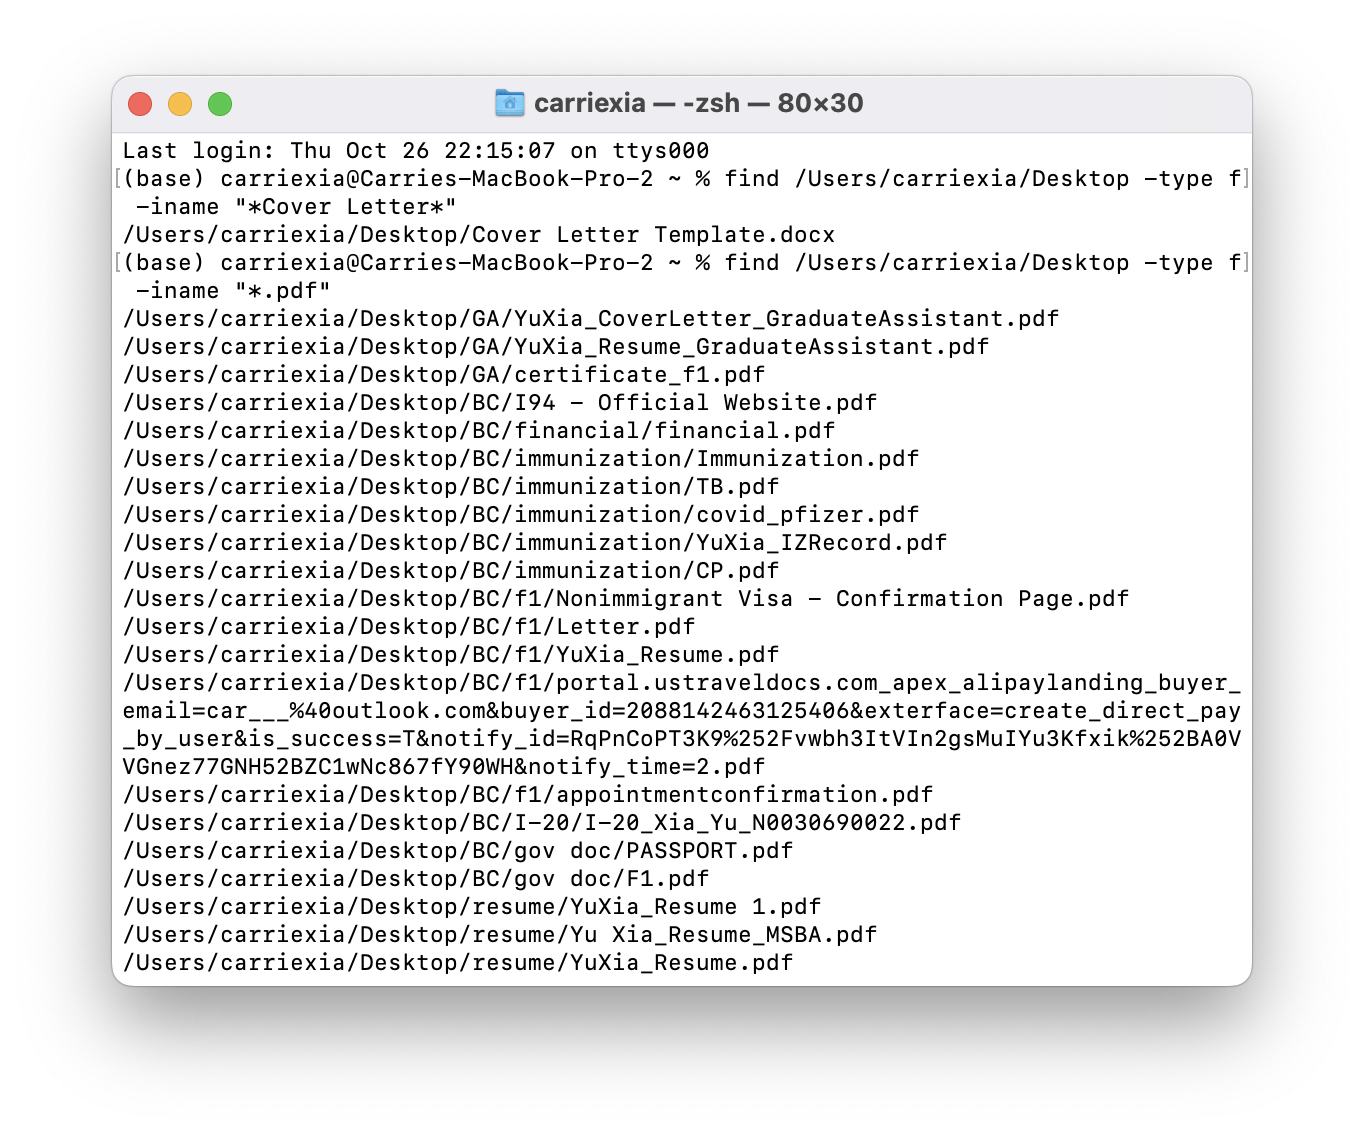 carriexia — -zsh — 80×30
Last login: Thu Oct 26 22:15:07 on ttys000
[(base) carriexia@Carries-MacBook-Pro-2 ~ % find /Users/carriexia/Desktop -type f]
 -iname "*Cover Letter*"
/Users/carriexia/Desktop/Cover Letter Template.docx
[(base) carriexia@Carries-MacBook-Pro-2 ~ % find /Users/carriexia/Desktop -type f]
 -iname "*.pdf"
/Users/carriexia/Desktop/GA/YuXia_CoverLetter_GraduateAssistant.pdf
/Users/carriexia/Desktop/GA/YuXia_Resume_GraduateAssistant.pdf
/Users/carriexia/Desktop/GA/certificate_f1.pdf
/Users/carriexia/Desktop/BC/I94 - Official Website.pdf
/Users/carriexia/Desktop/BC/financial/financial.pdf
/Users/carriexia/Desktop/BC/immunization/Immunization.pdf
/Users/carriexia/Desktop/BC/immunization/TB.pdf
/Users/carriexia/Desktop/BC/immunization/covid_pfizer.pdf
/Users/carriexia/Desktop/BC/immunization/YuXia_IZRecord.pdf
/Users/carriexia/Desktop/BC/immunization/CP.pdf
/Users/carriexia/Desktop/BC/f1/Nonimmigrant Visa - Confirmation Page.pdf
/Users/carriexia/Desktop/BC/f1/Letter.pdf
/Users/carriexia/Desktop/BC/f1/YuXia_Resume.pdf
/Users/carriexia/Desktop/BC/f1/portal.ustraveldocs.com_apex_alipaylanding_buyer_
email=car___%40outlook.com&buyer_id=2088142463125406&exterface=create_direct_pay
_by_user&is_success=T&notify_id=RqPnCoPT3K9%252Fvwbh3ItVIn2gsMuIYu3Kfxik%252BA0V
VGnez77GNH52BZC1wNc867fY90WH&notify_time=2.pdf
/Users/carriexia/Desktop/BC/f1/appointmentconfirmation.pdf
/Users/carriexia/Desktop/BC/I-20/I-20_Xia_Yu_N0030690022.pdf
/Users/carriexia/Desktop/BC/gov doc/PASSPORT.pdf
/Users/carriexia/Desktop/BC/gov doc/F1.pdf
/Users/carriexia/Desktop/resume/YuXia_Resume 1.pdf
/Users/carriexia/Desktop/resume/Yu Xia_Resume_MSBA.pdf
/Users/carriexia/Desktop/resume/YuXia_Resume.pdf